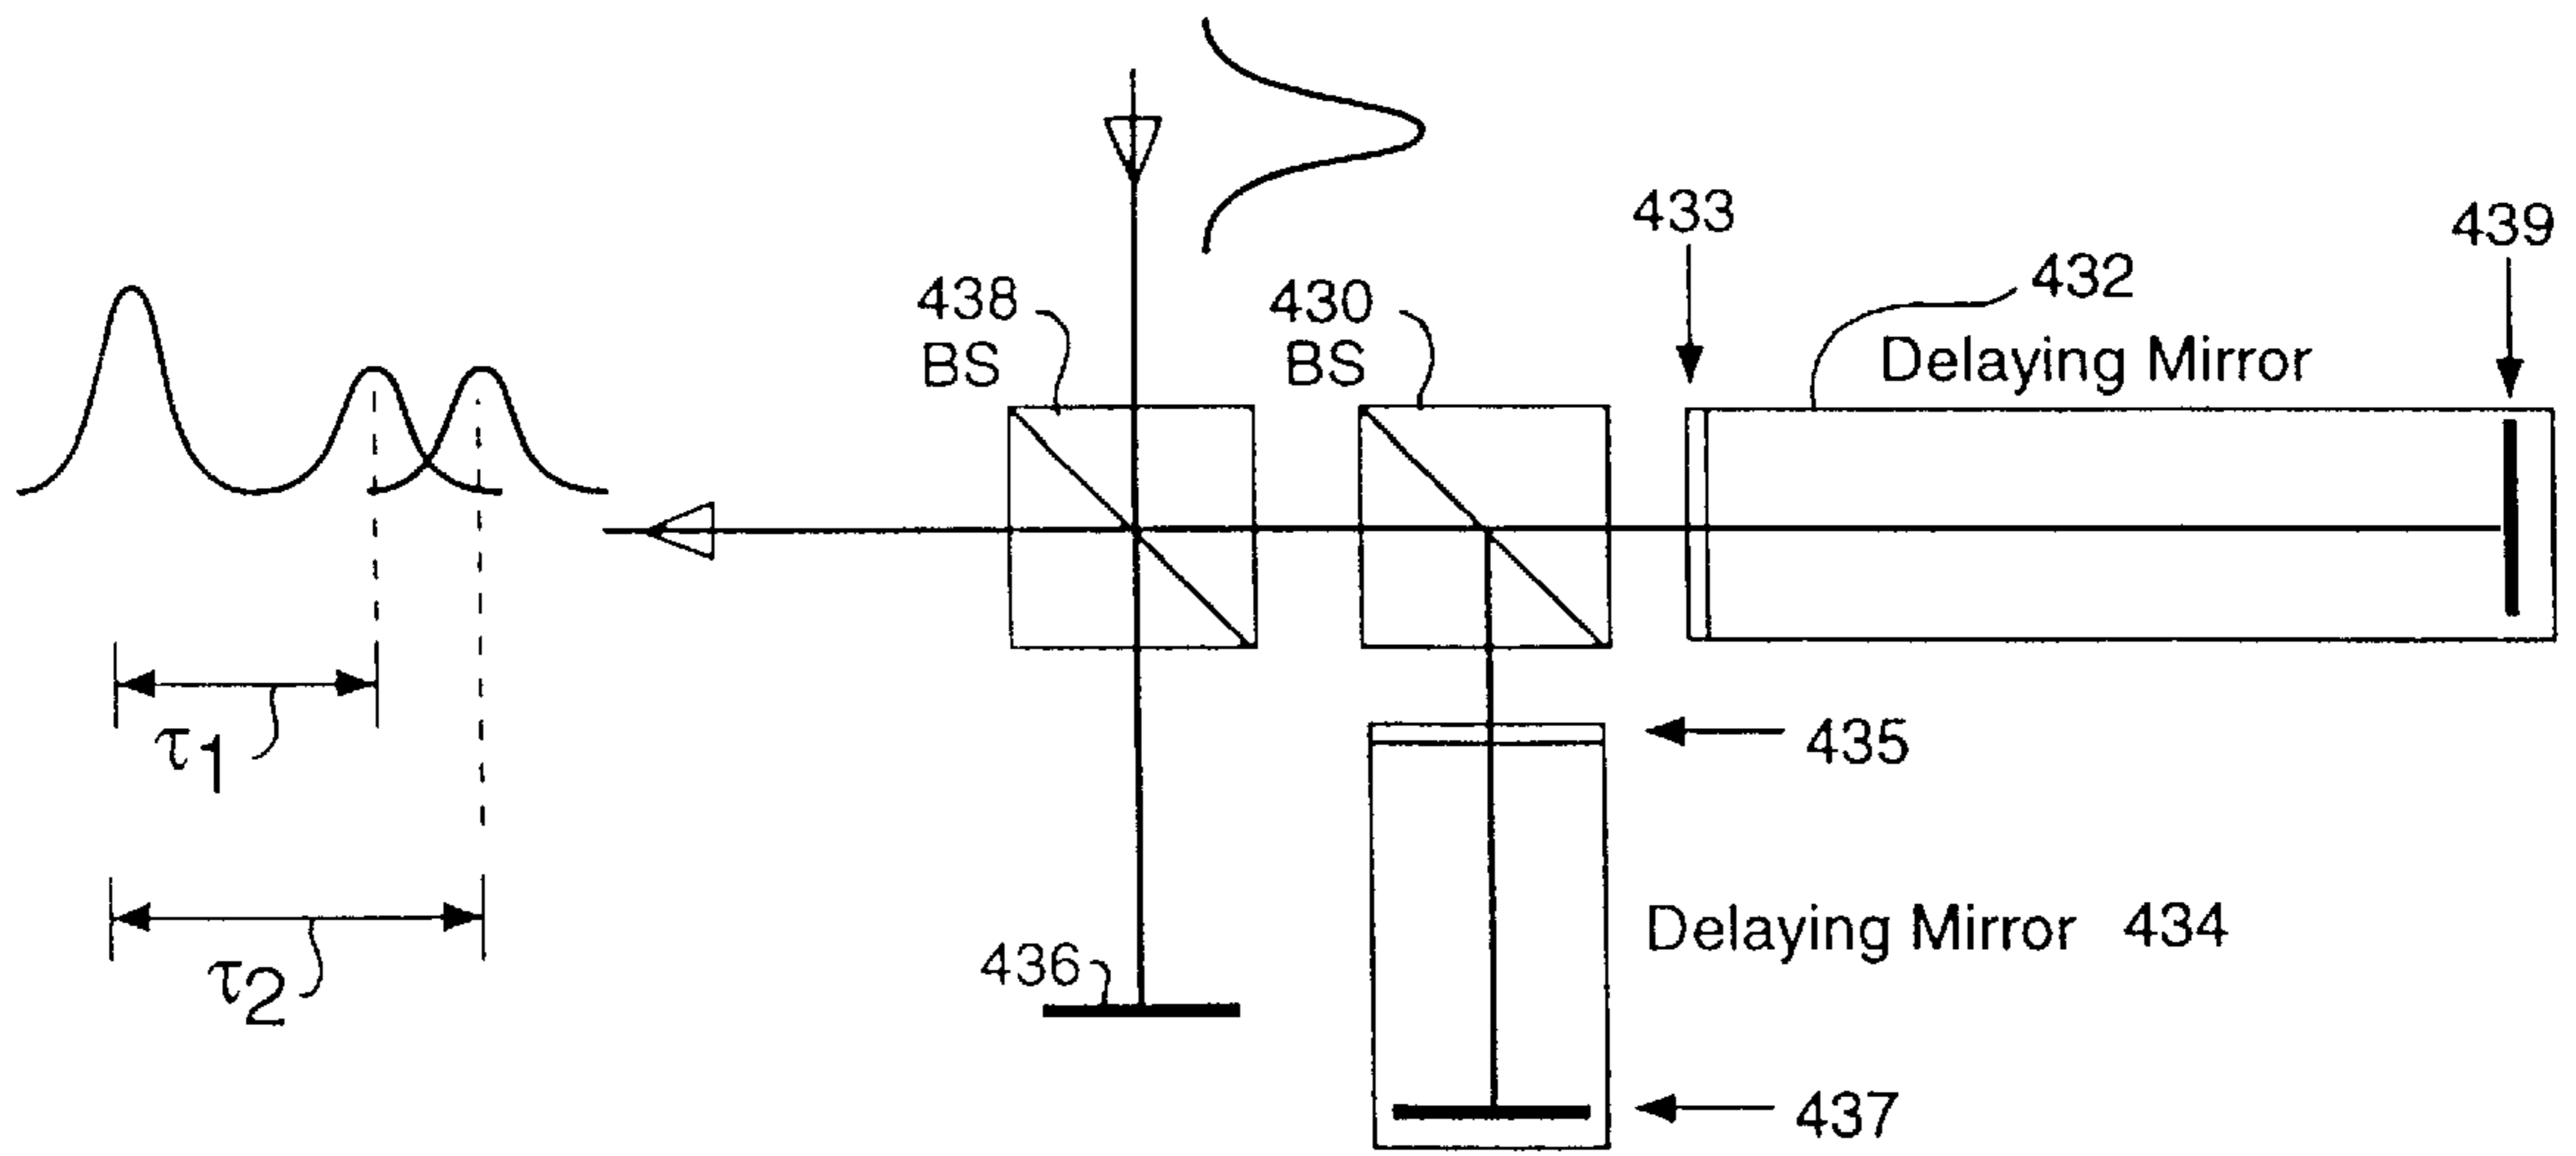 433
439
438
BS
430
BS
432
Delaying Mirror
τ1
435
τ2
436
Delaying Mirror 434
437